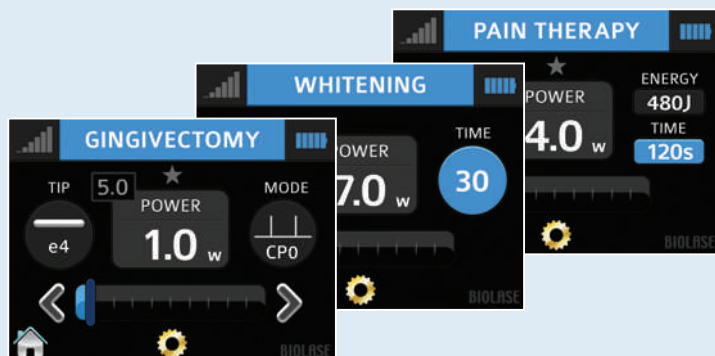 PAIN THERAPY
POWER
4.0 w
ENERGY
480J
TIME
120s
BIOLASE
WHITENING
OWER
7.0 w
TIME
30
BIOLASE
GINGIVECTOMY
TIP
e4
5.0
POWER
1.0 w
MODE
CP0
BIOLASE